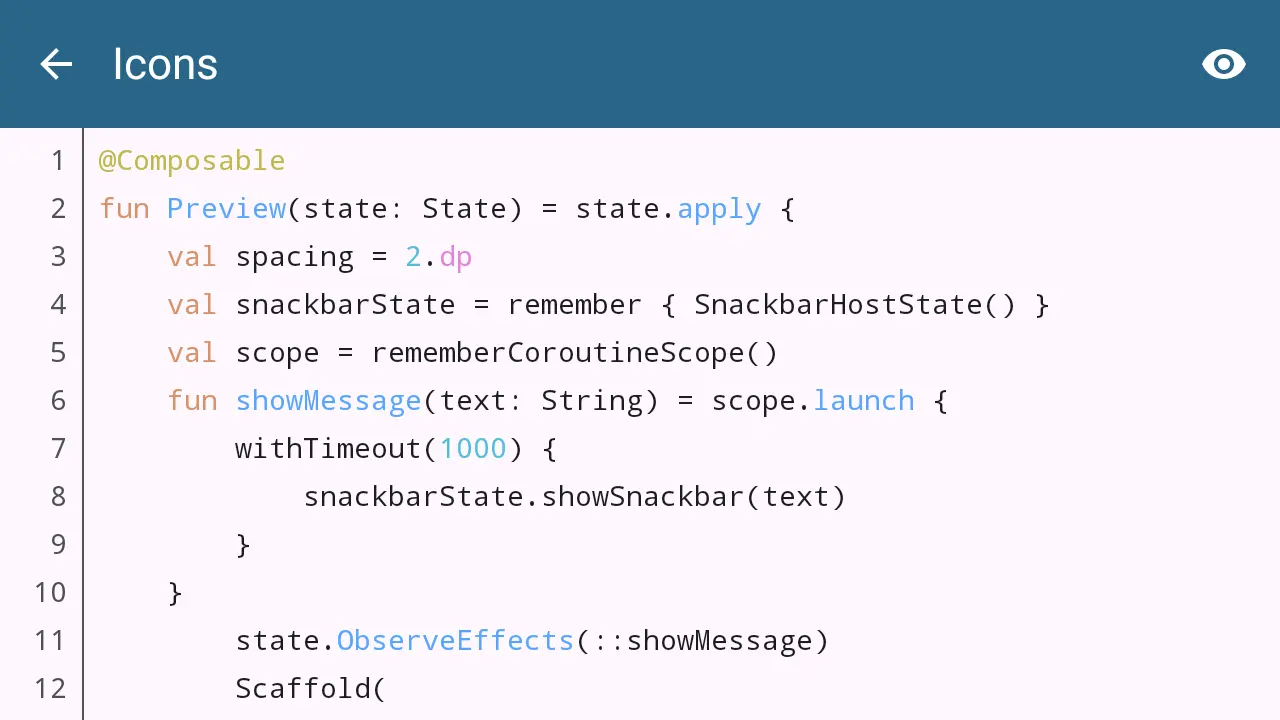 Icons
1 @Composable
2 fun Preview(state: State) = state.apply {
3     val spacing = 2.dp
4     val snackbarState = remember { SnackbarHostState() }
5     val scope = rememberCoroutineScope()
6     fun showMessage(text: String) = scope.launch {
7         withTimeout(1000) {
8             snackbarState.showSnackbar(text)
9         }
10     }
11         state.ObserveEffects(::showMessage)
12         Scaffold(